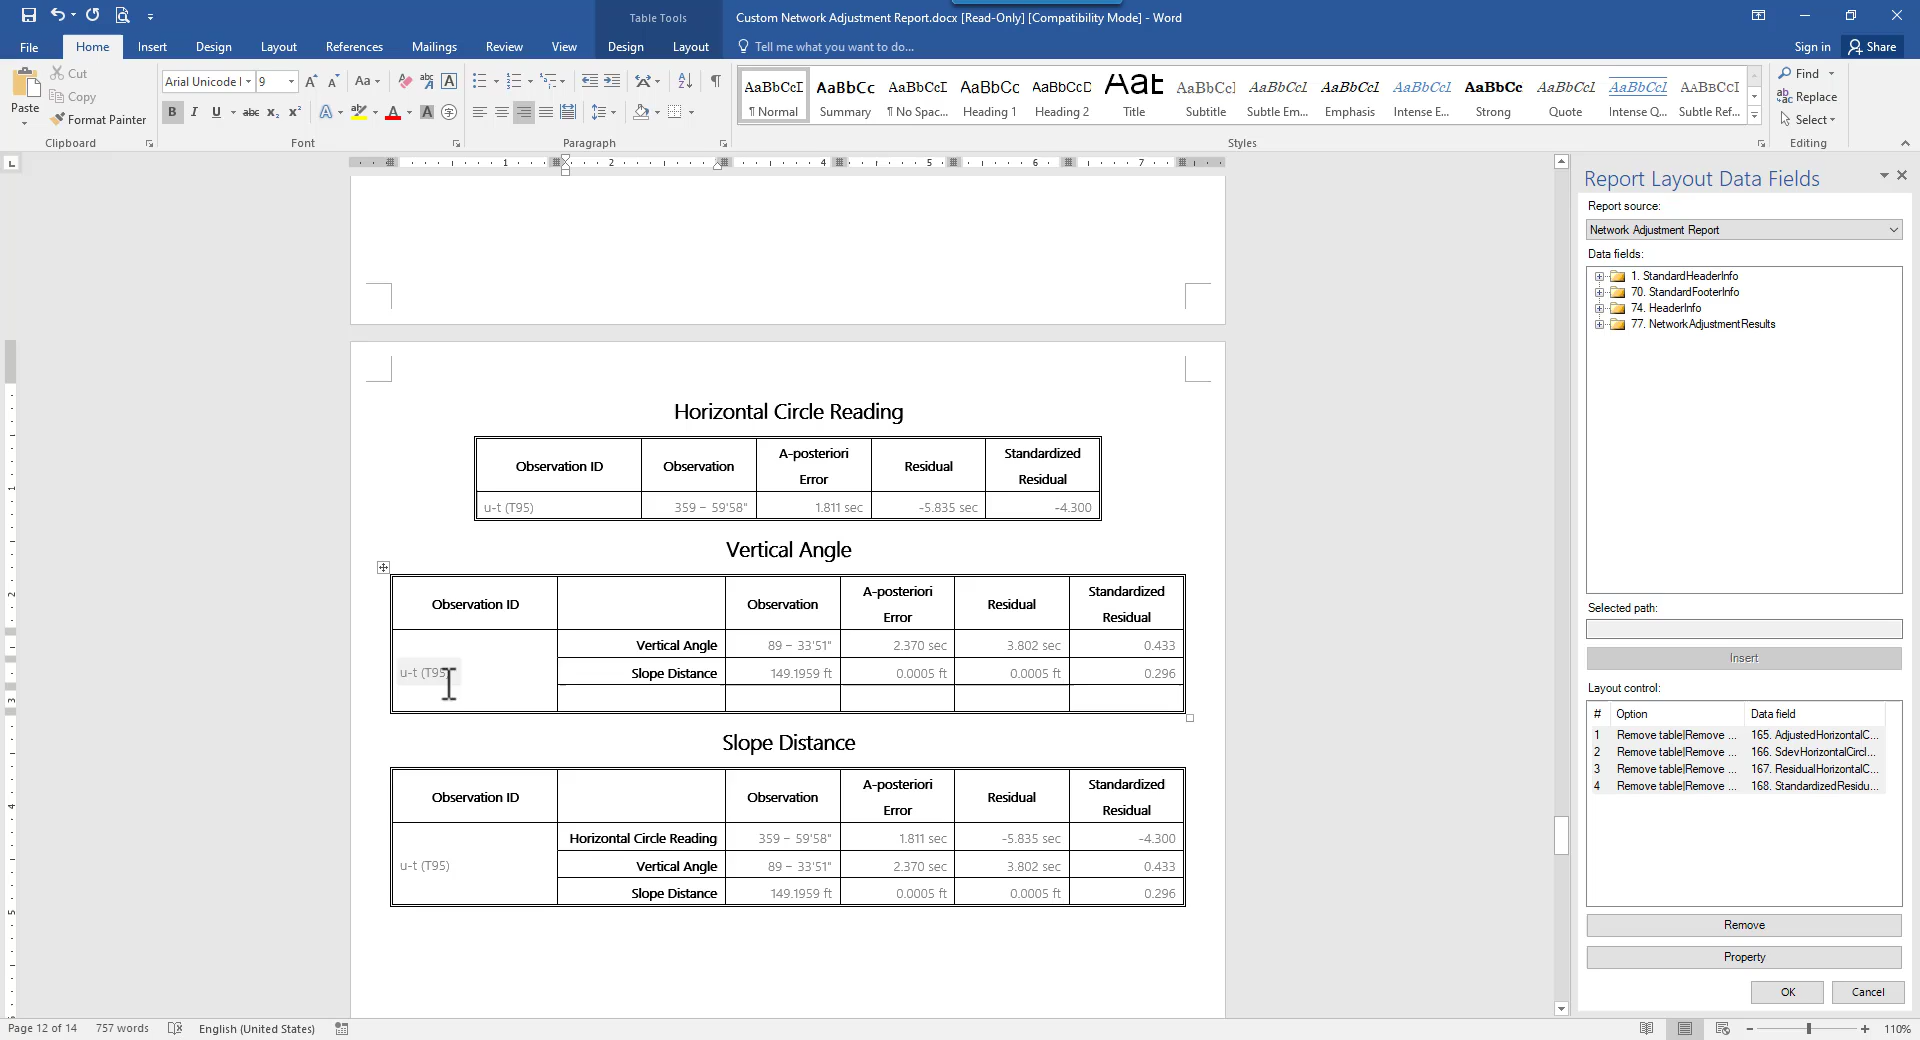 Table Tools
Custom Network Adjustment Report.docx [Read-Only] [Compatibility Mode] - Word
File Home Insert Design Layout References Mailings Review View Design Layout Tell me what you want to do... Sign in Share
Paste
Cut
Copy
Format Painter
Clipboard
Arial Unicode 9
Font
Paragraph
AaBbCcI AaBbCc AaBbCcI AaBbCc AaBbCcD AaB AaBbCcI AaBbCcI AaBbCcI AaBbCcI AaBbCc AaBbCcI AaBbCcI AABBCCI
¶ Normal Summary ¶ No Spac... Heading 1 Heading 2 Title Subtitle Subtle Em... Emphasis Intense E... Strong Quote Intense Q... Subtle Ref...
Styles
Find
Replace
Select
Editing
1 2 4 5 6 7
1
2
3
4
5
Horizontal Circle Reading
Observation ID Observation A-posteriori Error Residual Standardized Residual
u-t (T95) 359 – 59'58" 1.811 sec -5.835 sec -4.300
Vertical Angle
Observation ID Observation A-posteriori Error Residual Standardized Residual
u-t (T95)
Vertical Angle 89 – 33'51" 2.370 sec 3.802 sec 0.433
Slope Distance 149.1959 ft 0.0005 ft 0.0005 ft 0.296
Slope Distance
Observation ID Observation A-posteriori Error Residual Standardized Residual
Horizontal Circle Reading 359 – 59'58" 1.811 sec -5.835 sec -4.300
u-t (T95) Vertical Angle 89 – 33'51" 2.370 sec 3.802 sec 0.433
Slope Distance 149.1959 ft 0.0005 ft 0.0005 ft 0.296
Report Layout Data Fields
Report source:
Network Adjustment Report
Data fields:
1. StandardHeaderInfo
70. StandardFooterInfo
74. HeaderInfo
77. NetworkAdjustmentResults
Selected path:
Insert
Layout control:
# Option Data field
1 Remove table|Remove ... 165. AdjustedHorizontalC...
2 Remove table|Remove ... 166. SdevHorizontalCircl...
3 Remove table|Remove ... 167. ResidualHorizontalC...
4 Remove table|Remove ... 168. StandardizedResidu...
Remove
Property
OK Cancel
Page 12 of 14 757 words English (United States) 110%